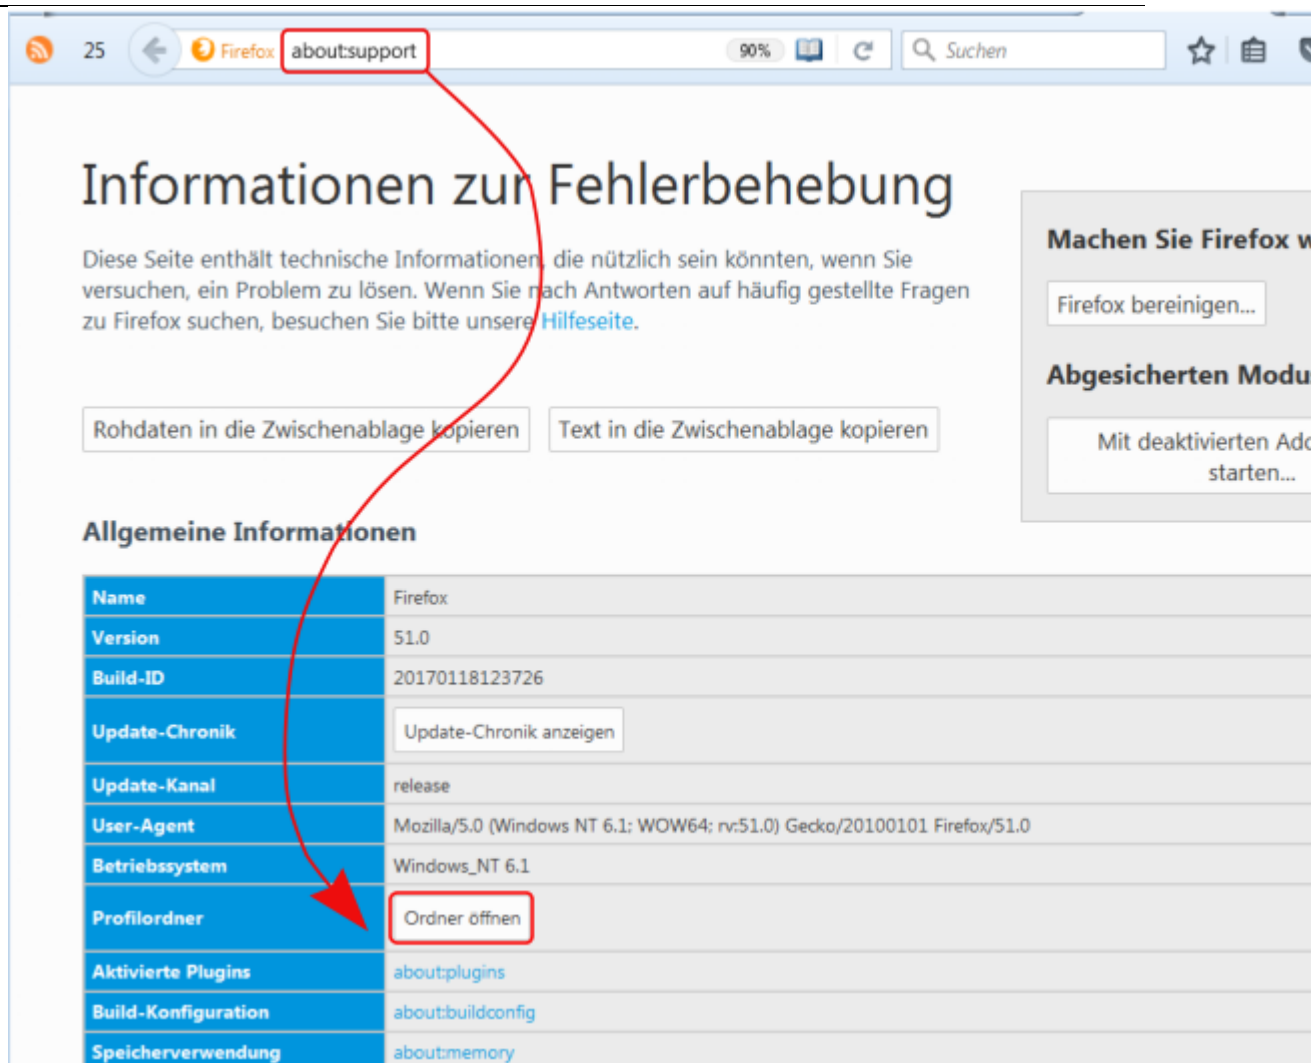 25 Firefox about:support 90% Suchen
Informationen zur Fehlerbehebung
Diese Seite enthält technische Informationen, die nützlich sein könnten, wenn Sie
versuchen, ein Problem zu lösen. Wenn Sie nach Antworten auf häufig gestellte Fragen
zu Firefox suchen, besuchen Sie bitte unsere Hilfeseite.
Machen Sie Firefox w
Firefox bereinigen...
Abgesicherten Modu
Mit deaktivierten Add
starten...
Rohdaten in die Zwischenablage kopieren Text in die Zwischenablage kopieren
Allgemeine Informationen
Name Firefox
Version 51.0
Build-ID 20170118123726
Update-Chronik Update-Chronik anzeigen
Update-Kanal release
User-Agent Mozilla/5.0 (Windows NT 6.1; WOW64; rv:51.0) Gecko/20100101 Firefox/51.0
Betriebssystem Windows_NT 6.1
Profilordner Ordner öffnen
Aktivierte Plugins about:plugins
Build-Konfiguration about:buildconfig
Speicherverwendung about:memory